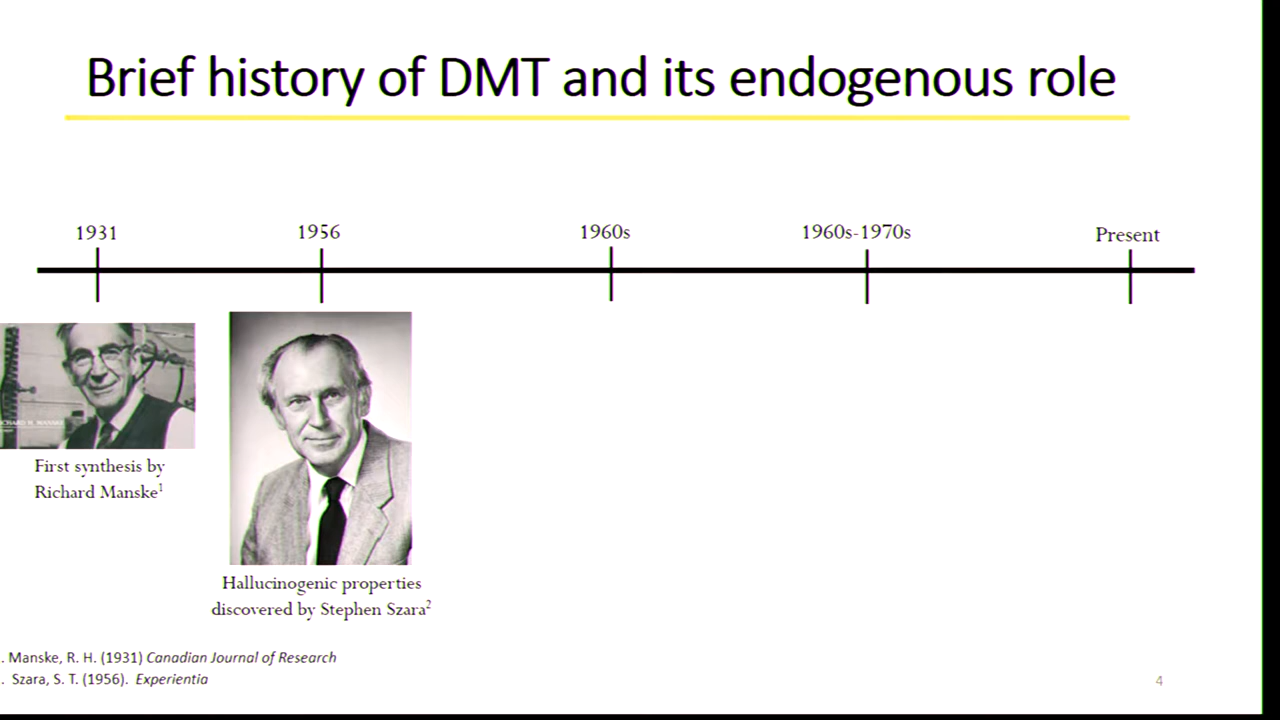 Brief history of DMT and its endogenous role
1931
1956
1960s
1960s-1970s
Present
First synthesis by
Richard Manske¹
Hallucinogenic properties
discovered by Stephen Szara²
. Manske, R. H. (1931) Canadian Journal of Research
. Szara, S. T. (1956). Experientia
4